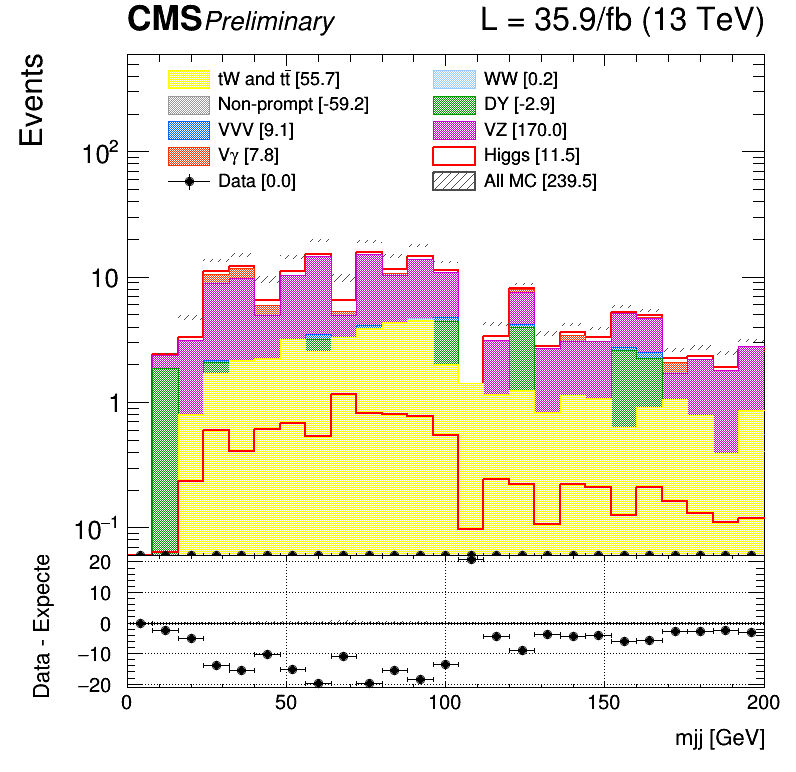 CMS Preliminary L = 35.9/fb (13 TeV)
Events
tW and tt̄ [55.7] WW [0.2]
Non-prompt [-59.2] DY [-2.9]
VVV [9.1] VZ [170.0]
Vγ [7.8] Higgs [11.5]
Data [0.0] All MC [239.5]
10²
10
1
10⁻¹
Data - Expecte
20
10
0
−10
−20
0 50 100 150 200
mjj [GeV]